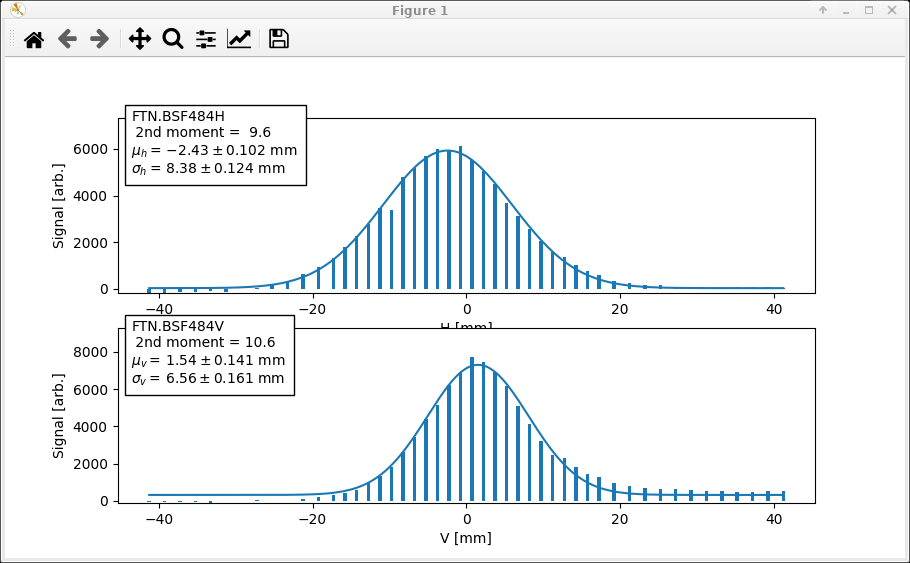 Figure 1
FTN.BSF484H
2nd moment = 9.6
μh = −2.43 ± 0.102 mm
σh = 8.38 ± 0.124 mm
Signal [arb.]
6000
4000
2000
0
−40 −20 0 20 40
H [mm]
FTN.BSF484V
2nd moment = 10.6
μv = 1.54 ± 0.141 mm
σv = 6.56 ± 0.161 mm
Signal [arb.]
8000
6000
4000
2000
0
−40 −20 0 20 40
V [mm]